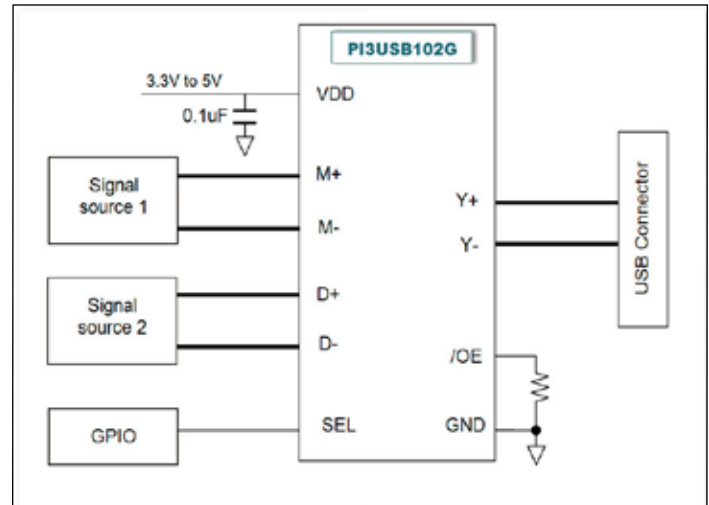 PI3USB102G
3.3V to 5V
VDD
0.1uF
Signal
source 1
M+
M-
Y+
Y-
USB Connector
Signal
source 2
D+
D-
/OE
GPIO
SEL
GND